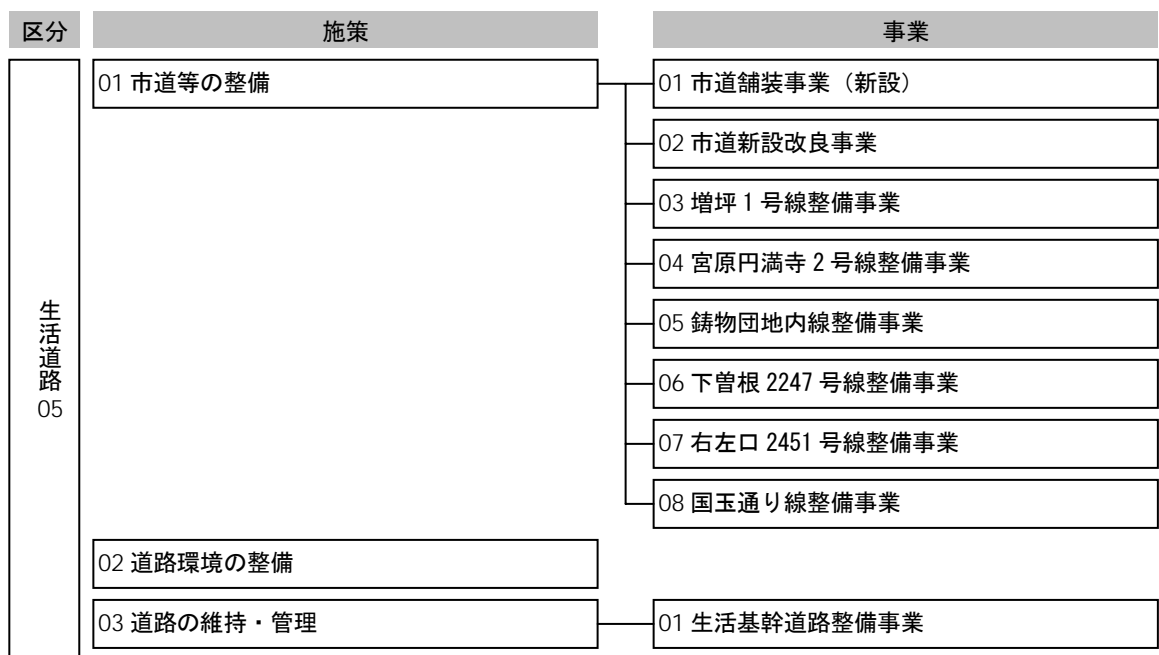 区分
施策
事業
生活道路
05
01 市道等の整備
01 市道舗装事業（新設）
02 市道新設改良事業
03 増坪 1 号線整備事業
04 宮原円満寺 2 号線整備事業
05 鋳物団地内線整備事業
06 下曽根 2247 号線整備事業
07 右左口 2451 号線整備事業
08 国玉通り線整備事業
02 道路環境の整備
03 道路の維持・管理
01 生活基幹道路整備事業